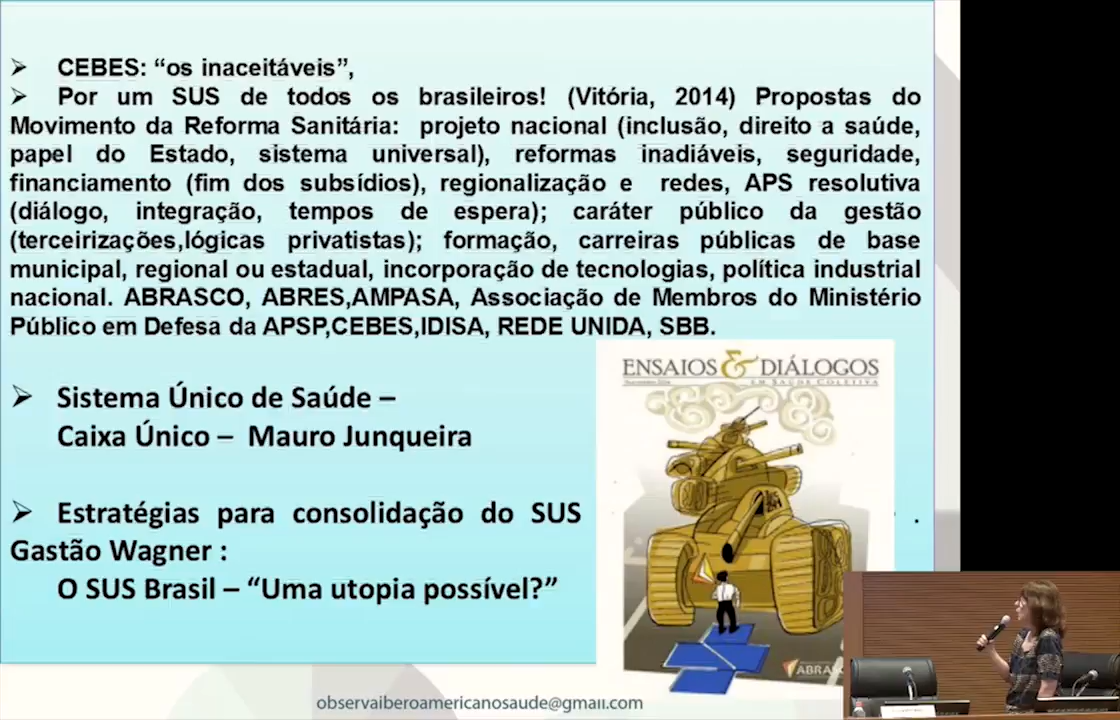 ➢ CEBES: “os inaceitáveis”,
➢ Por um SUS de todos os brasileiros! (Vitória, 2014) Propostas do
Movimento da Reforma Sanitária: projeto nacional (inclusão, direito a saúde,
papel do Estado, sistema universal), reformas inadiáveis, seguridade,
financiamento (fim dos subsídios), regionalização e redes, APS resolutiva
(diálogo, integração, tempos de espera); caráter público da gestão
(terceirizações,lógicas privatistas); formação, carreiras públicas de base
municipal, regional ou estadual, incorporação de tecnologias, política industrial
nacional. ABRASCO, ABRES,AMPASA, Associação de Membros do Ministério
Público em Defesa da APSP,CEBES,IDISA, REDE UNIDA, SBB.
➢ Sistema Único de Saúde –
Caixa Único – Mauro Junqueira
➢ Estratégias para consolidação do SUS
Gastão Wagner :
O SUS Brasil – “Uma utopia possível?”
.
ENSAIOS & DIÁLOGOS
EM SAÚDE COLETIVA
observaiberoamericanosaude@gmail.com